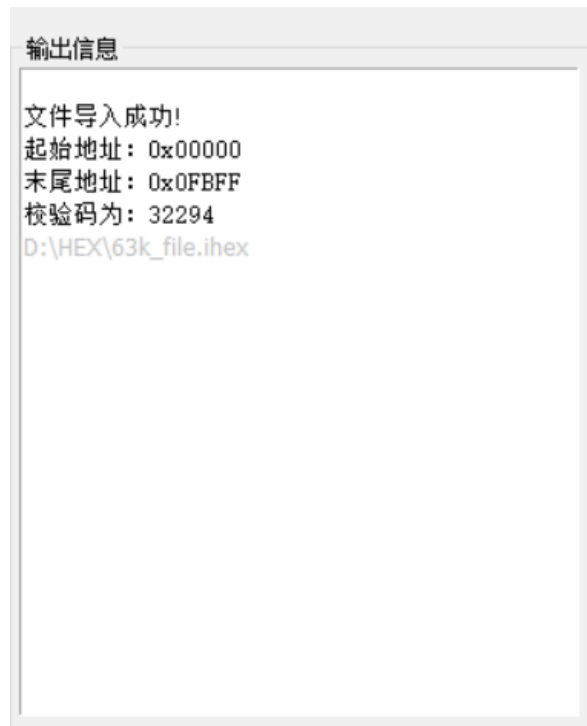 输出信息
文件导入成功!
起始地址: 0x00000
末尾地址: 0x0FBFF
校验码为: 32294
D:\HEX\63k_file.ihex